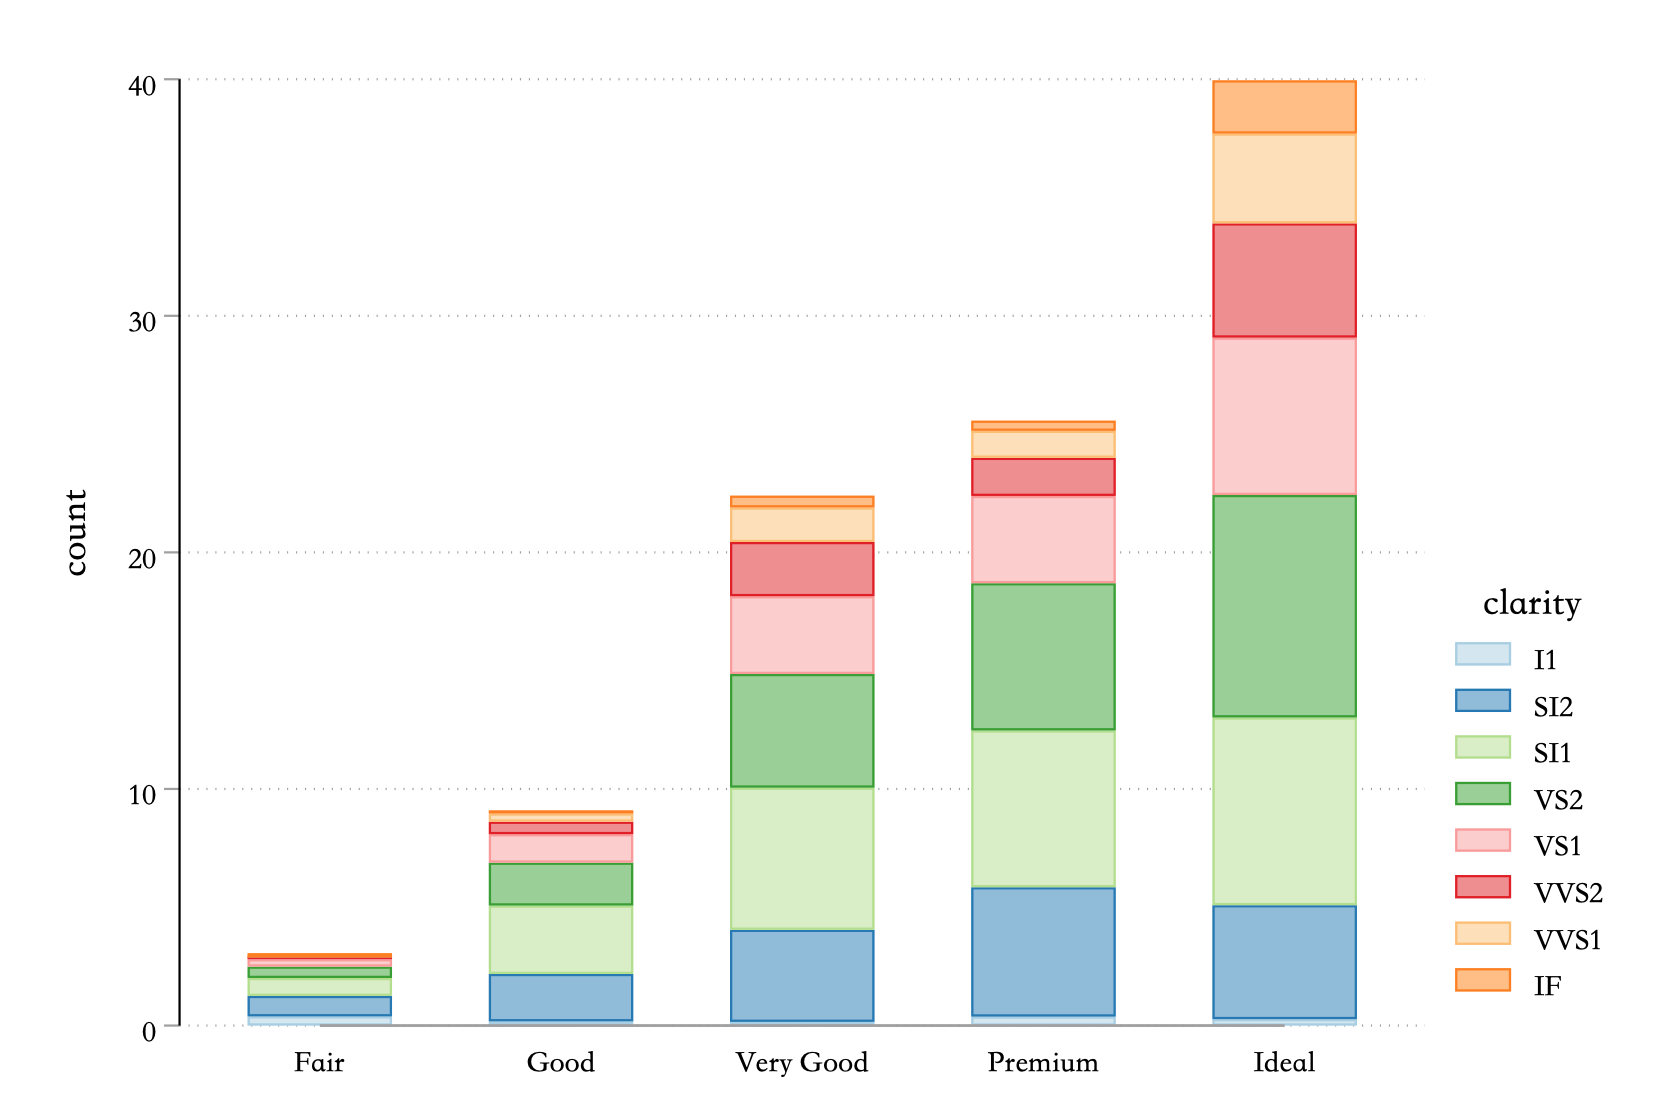 40
30
20
10
0
count
Fair
Good
Very Good
Premium
Ideal
clarity
I1
SI2
SI1
VS2
VS1
VVS2
VVS1
IF